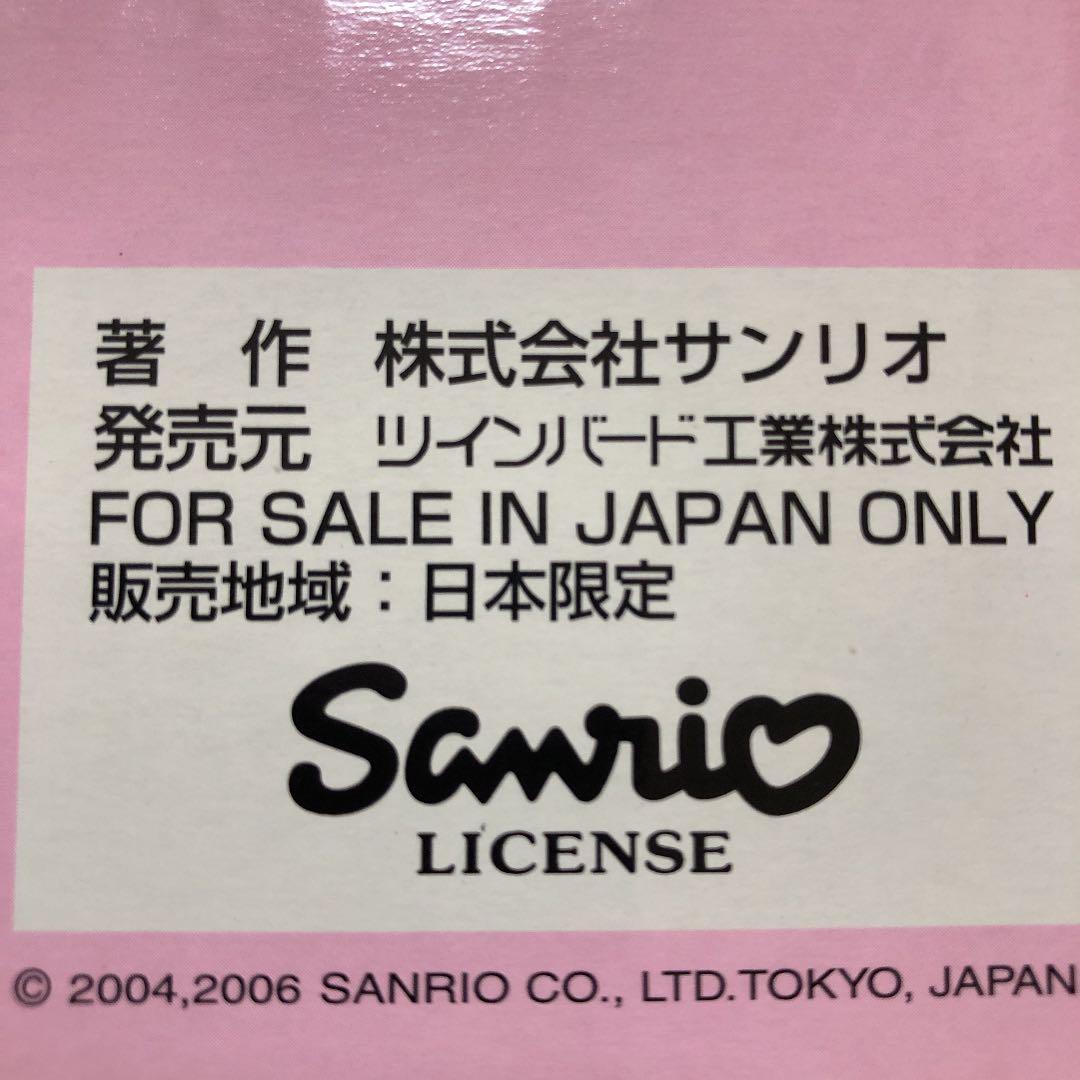 著　作　株式会社サンリオ
発売元　ツインバード工業株式会社
FOR SALE IN JAPAN ONLY
販売地域：日本限定
Sanrio
LICENSE
© 2004,2006 SANRIO CO., LTD.TOKYO, JAPAN